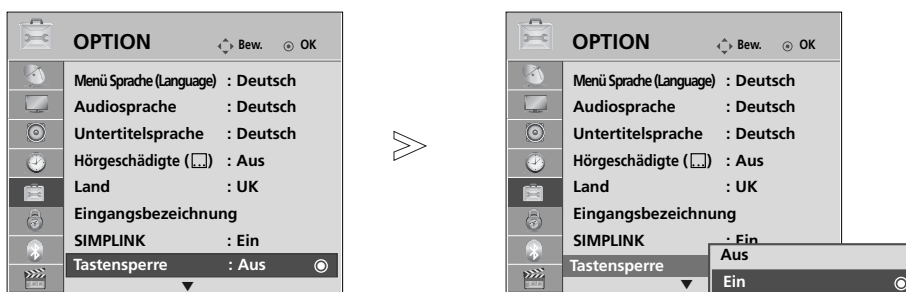 OPTION Bew. OK
Menü Sprache (Language) : Deutsch
Audiosprache : Deutsch
Untertitelsprache : Deutsch
Hörgeschädigte ( ) : Aus
Land : UK
Eingangsbezeichnung
SIMPLINK : Ein
Tastensperre : Aus
OPTION Bew. OK
Menü Sprache (Language) : Deutsch
Audiosprache : Deutsch
Untertitelsprache : Deutsch
Hörgeschädigte ( ) : Aus
Land : UK
Eingangsbezeichnung
SIMPLINK : Ein
Tastensperre
Aus
Ein